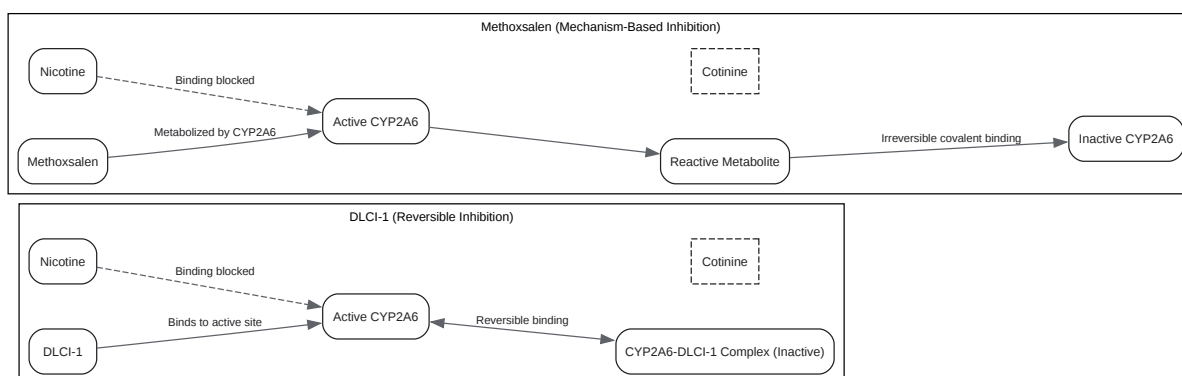 Methoxsalen (Mechanism-Based Inhibition)
Nicotine
Cotinine
Binding blocked
Active CYP2A6
Metabolized by CYP2A6
Methoxsalen
Reactive Metabolite
Irreversible covalent binding
Inactive CYP2A6
DLCI-1 (Reversible Inhibition)
Nicotine
Cotinine
Binding blocked
Active CYP2A6
Binds to active site
Reversible binding
DLCI-1
CYP2A6-DLCI-1 Complex (Inactive)